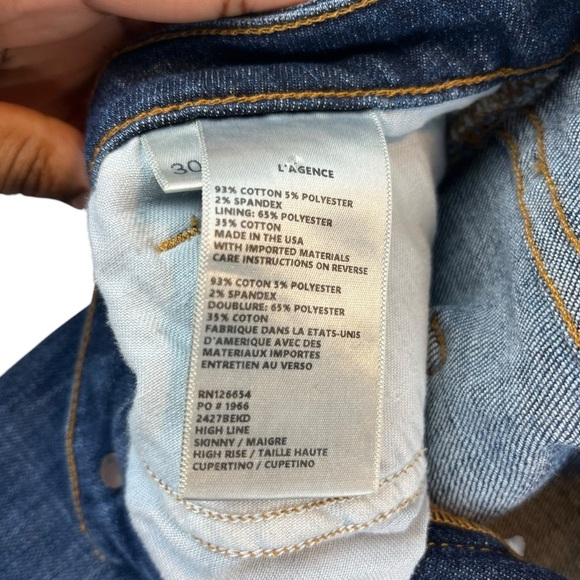 30
L'AGENCE
93% COTTON 5% POLYESTER
2% SPANDEX
LINING: 65% POLYESTER
35% COTTON
MADE IN THE USA
WITH IMPORTED MATERIALS
CARE INSTRUCTIONS ON REVERSE
93% COTTON 5% POLYESTER
2% SPANDEX
DOUBLURE: 65% POLYESTER
35% COTTON
FABRIQUE DANS LA ETATS-UNIS
D'AMERIQUE AVEC DES
MATERIAUX IMPORTES
ENTRETIEN AU VERSO
RN126654
PO # 1966
2427BEKD
HIGH LINE
SKINNY / MAIGRE
HIGH RISE / TAILLE HAUTE
CUPERTINO / CUPETINO